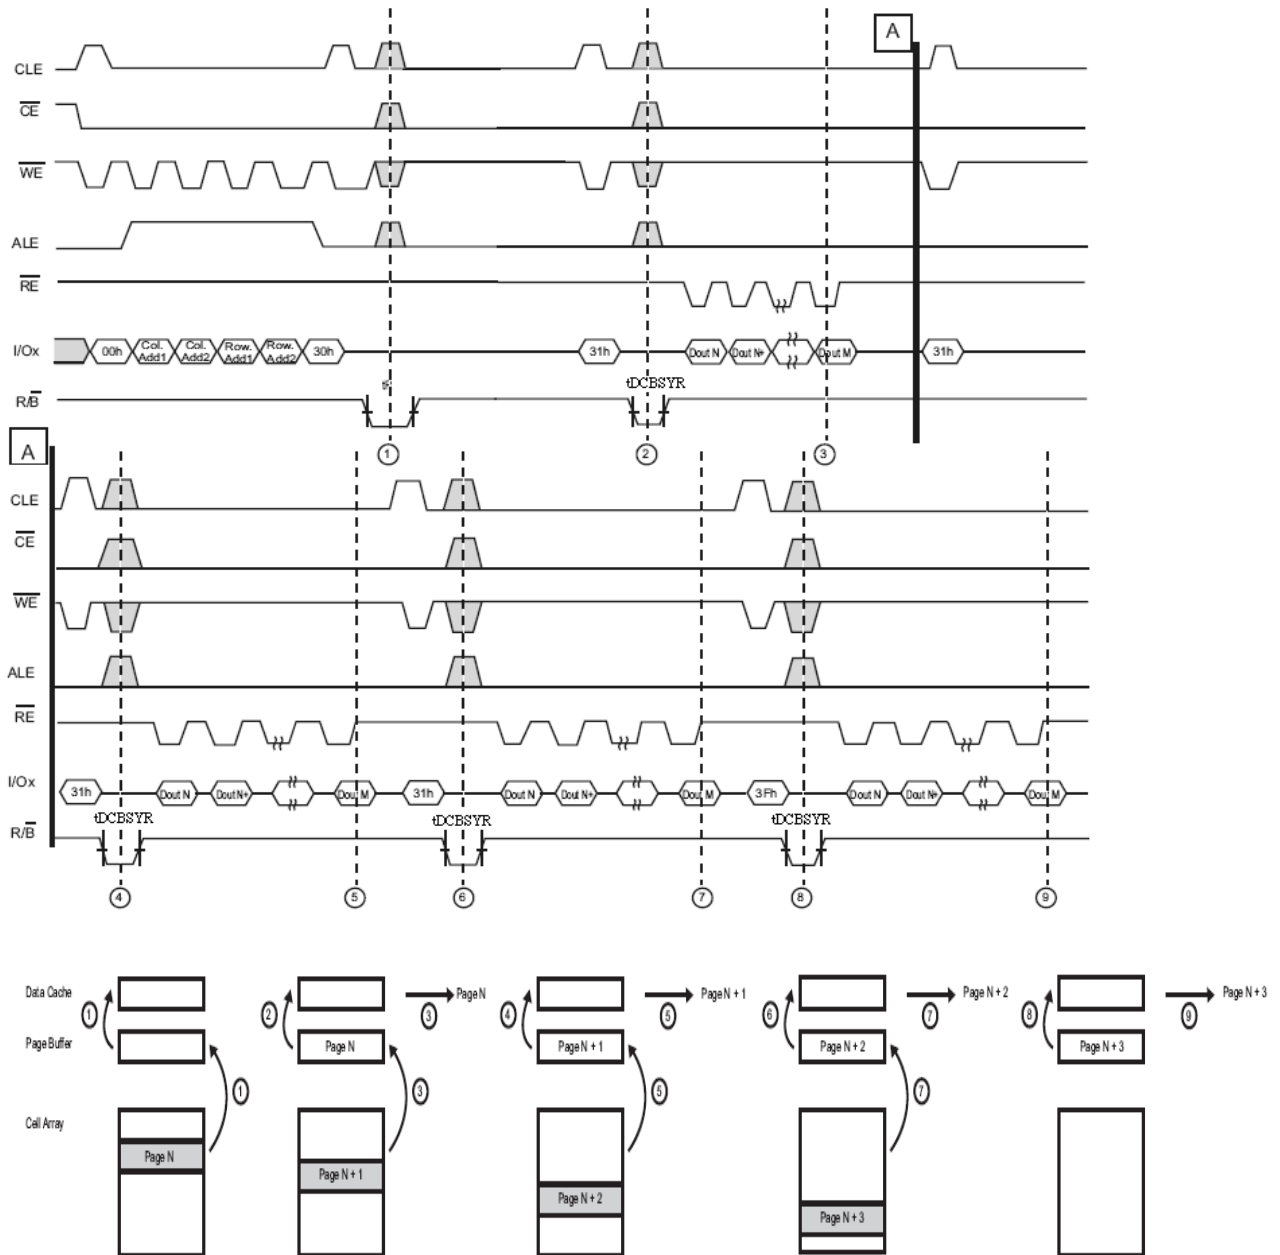 A
CLE
CE
WE
ALE
RE
I/Ox 00h Col. Add1 Col. Add2 Row. Add1 Row. Add2 30h 31h Dout N Dout N+ Dout M 31h
tDCBSYR
R/B
1 2 3
A
CLE
CE
WE
ALE
RE
I/Ox 31h Dout N Dout N+ Dout M 31h Dout N Dout N+ Dout M 3Fh Dout N Dout N+ Dout M
tDCBSYR tDCBSYR tDCBSYR
R/B
4 5 6 7 8 9
Data Cache 1 2 3 Page N 4 5 Page N + 1 6 7 Page N + 2 8 9 Page N + 3
Page Buffer Page N Page N + 1 Page N + 2 Page N + 3
1 3 5 7
Cell Array
Page N Page N + 1 Page N + 2 Page N + 3